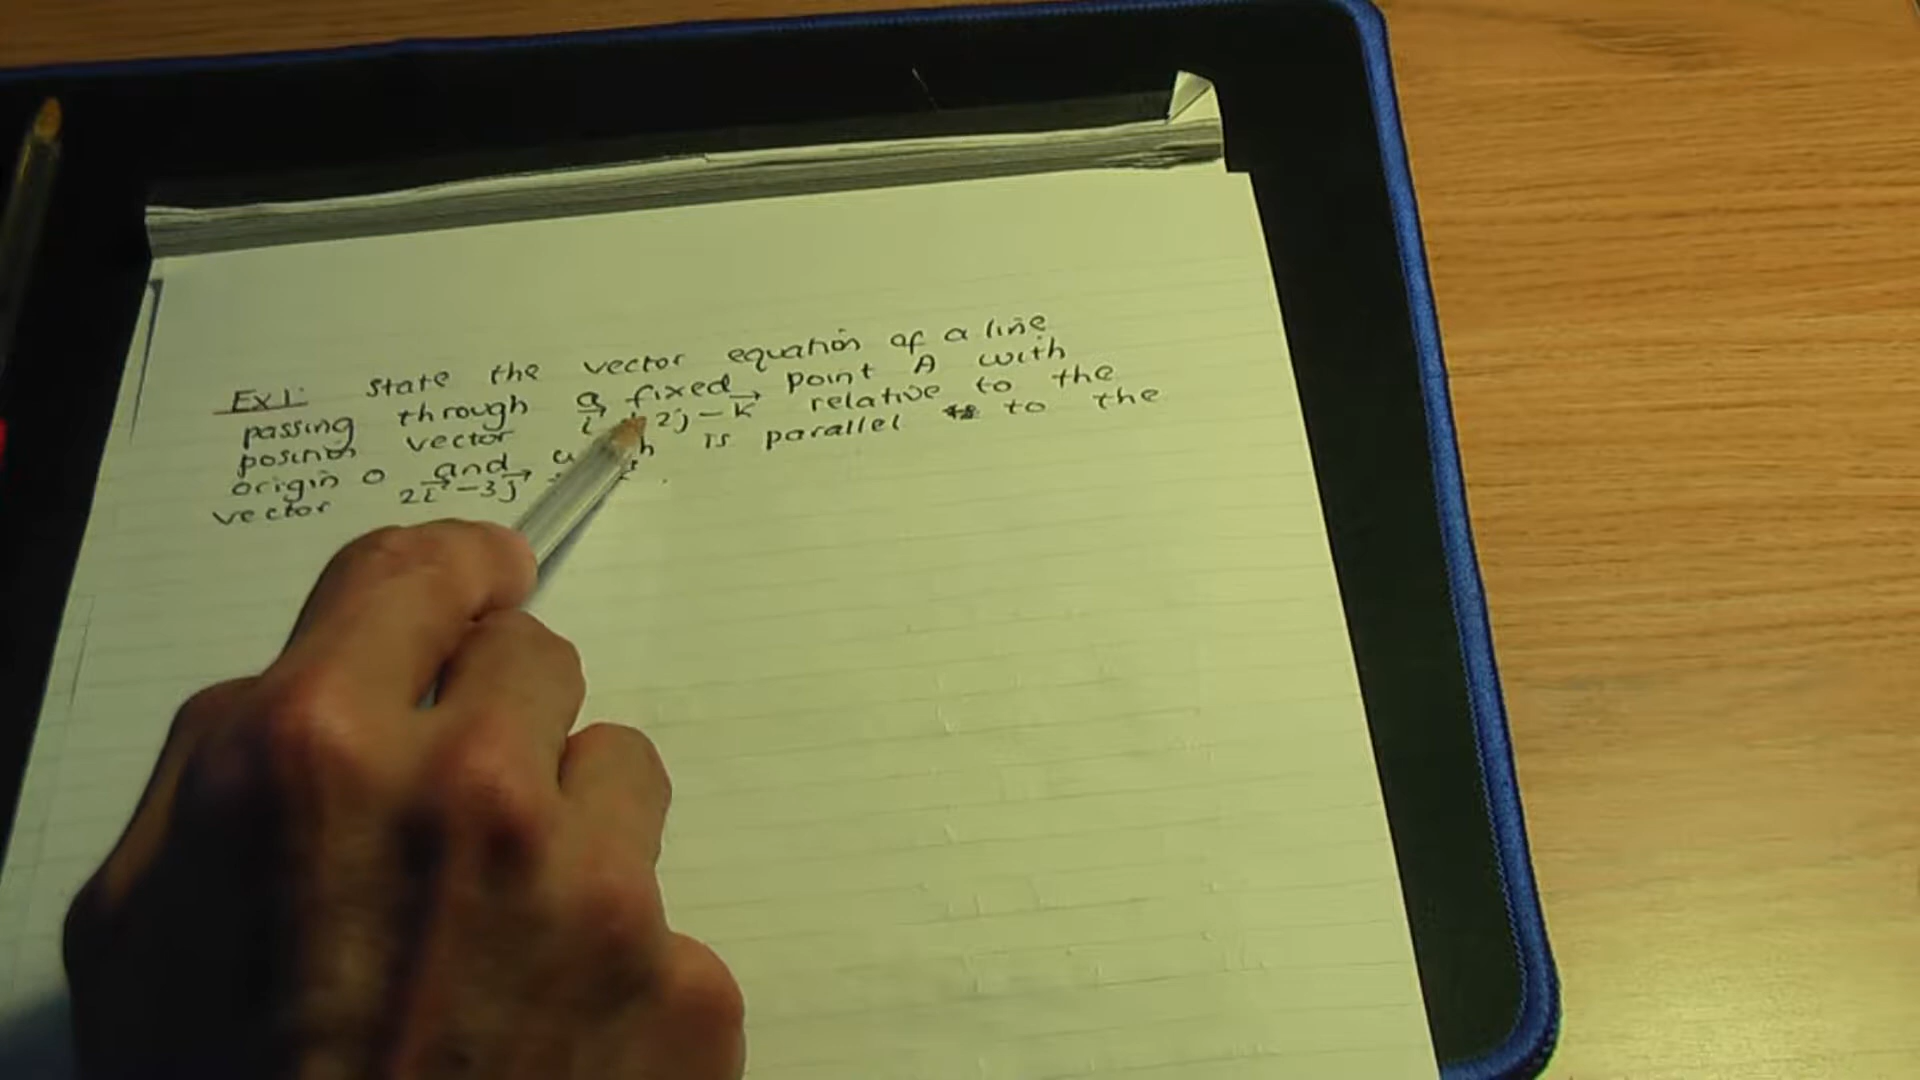 Ex1: State the vector equation of a line
passing through a fixed point A with
position vector i 2j - k relative to the
origin O and is parallel to the
vector 2i - 3j